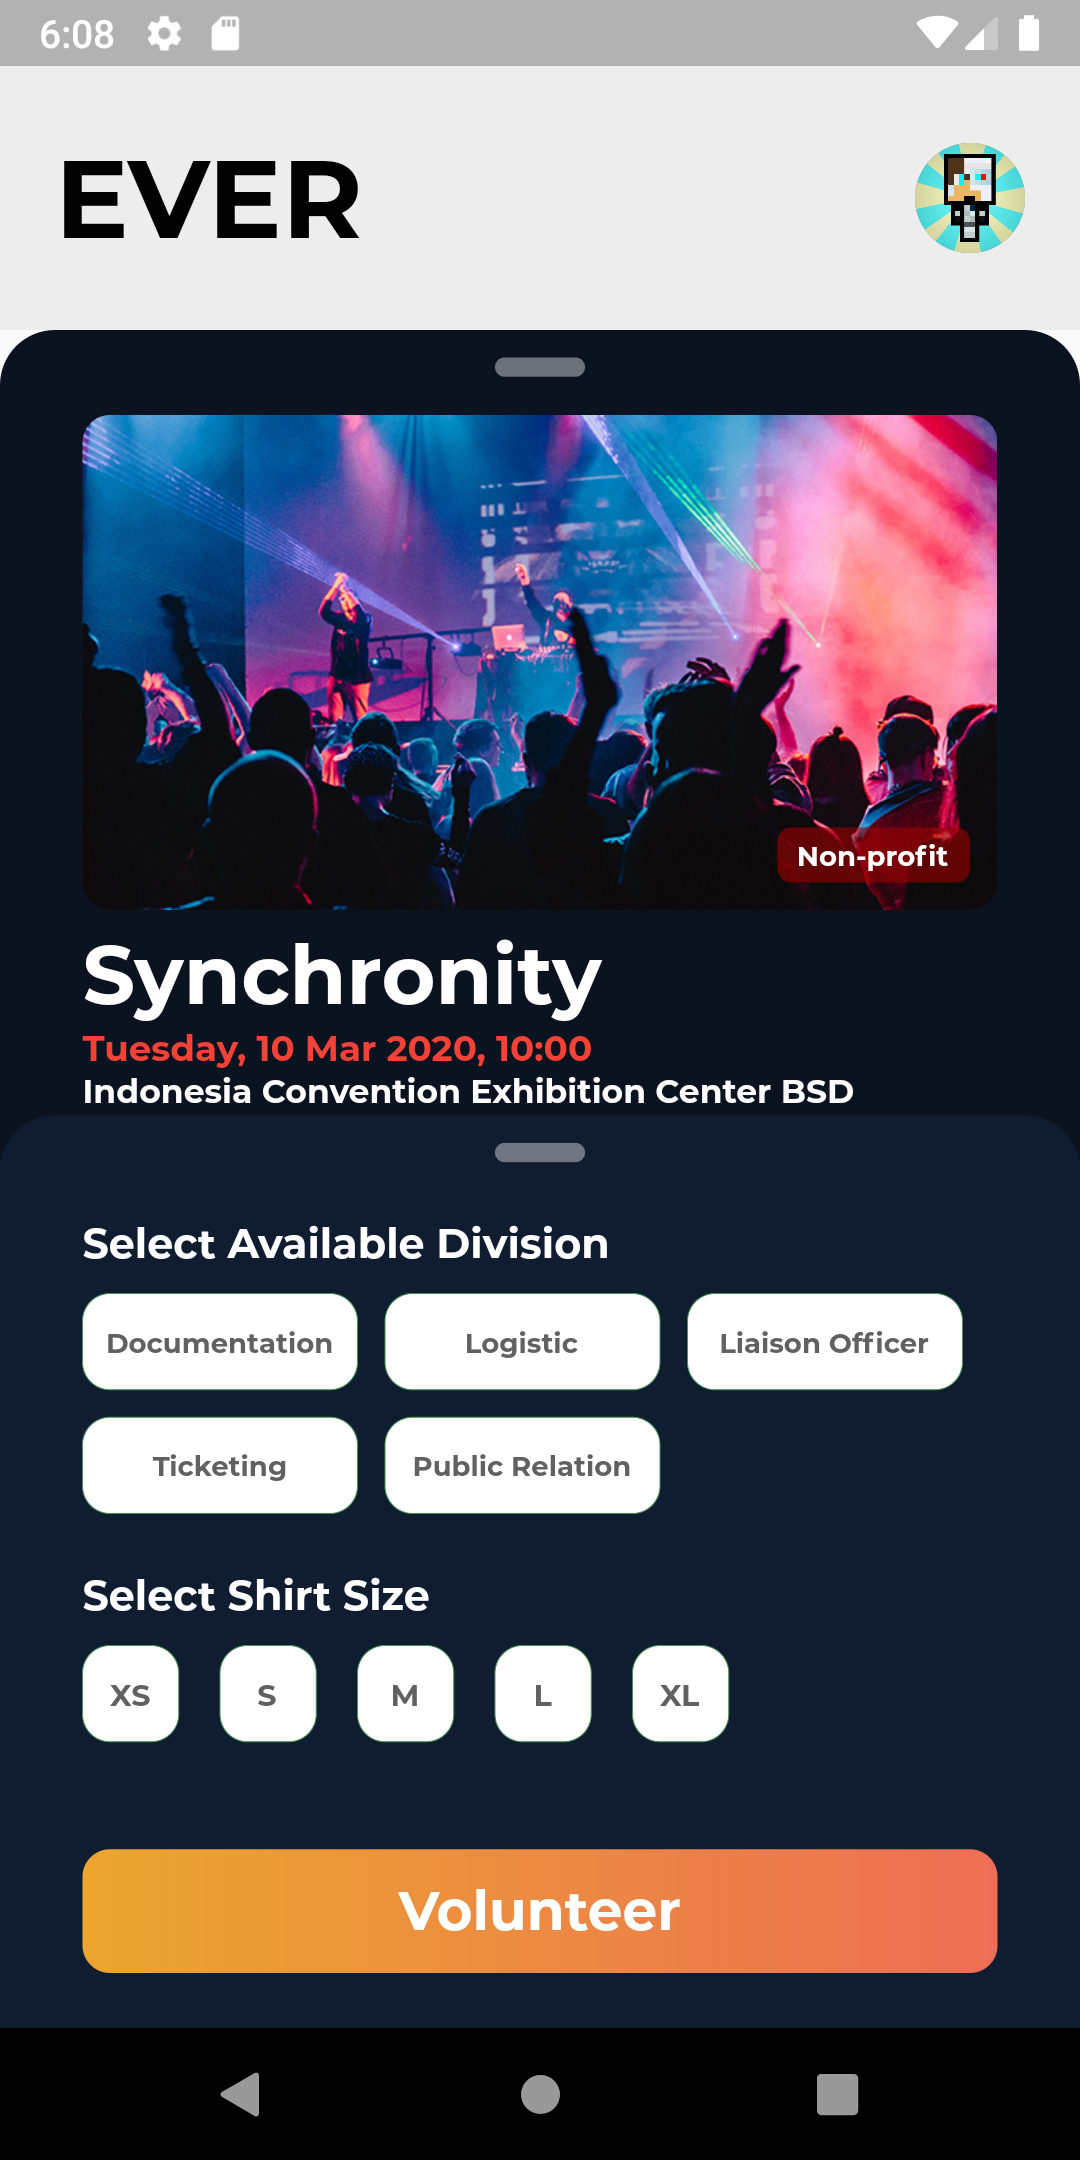 6:08
EVER
Non-profit
Synchronity
Tuesday, 10 Mar 2020, 10:00
Indonesia Convention Exhibition Center BSD
Select Available Division
Documentation Logistic Liaison Officer
Ticketing Public Relation
Select Shirt Size
XS S M L XL
Volunteer